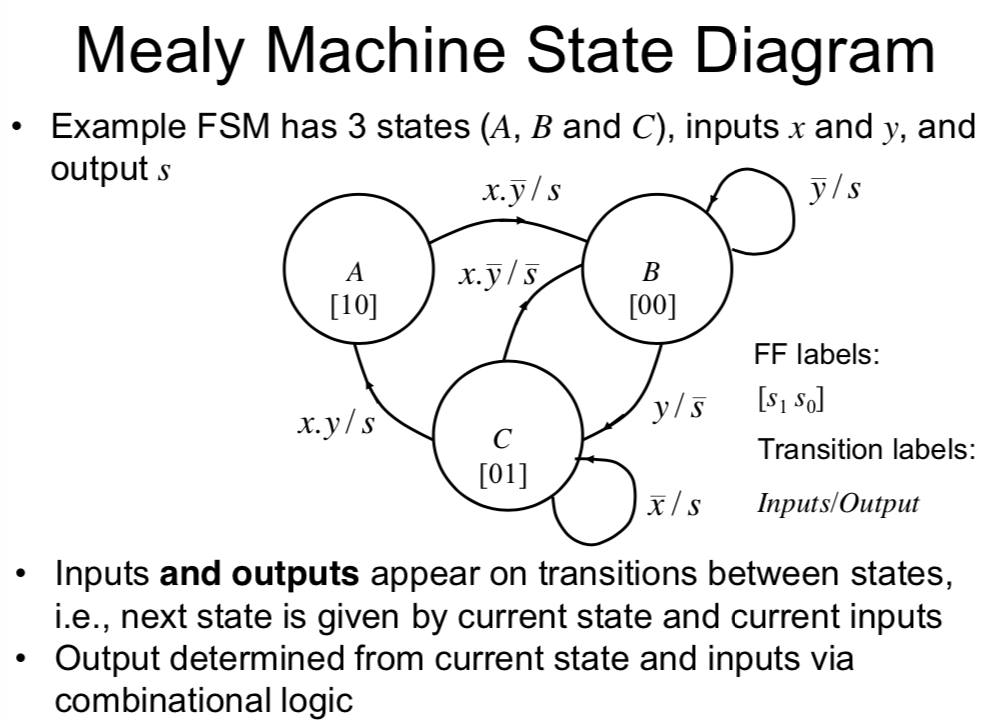 Mealy Machine State Diagram
• Example FSM has 3 states (A, B and C), inputs x and y, and
output s
x.y̅ / s
y̅ / s
A
[10]
x.y̅ / s̅
B
[00]
FF labels:
[s₁ s₀]
y / s̅
x.y / s
C
[01]
Transition labels:
x̅ / s
Inputs/Output
• Inputs and outputs appear on transitions between states,
i.e., next state is given by current state and current inputs
• Output determined from current state and inputs via
combinational logic